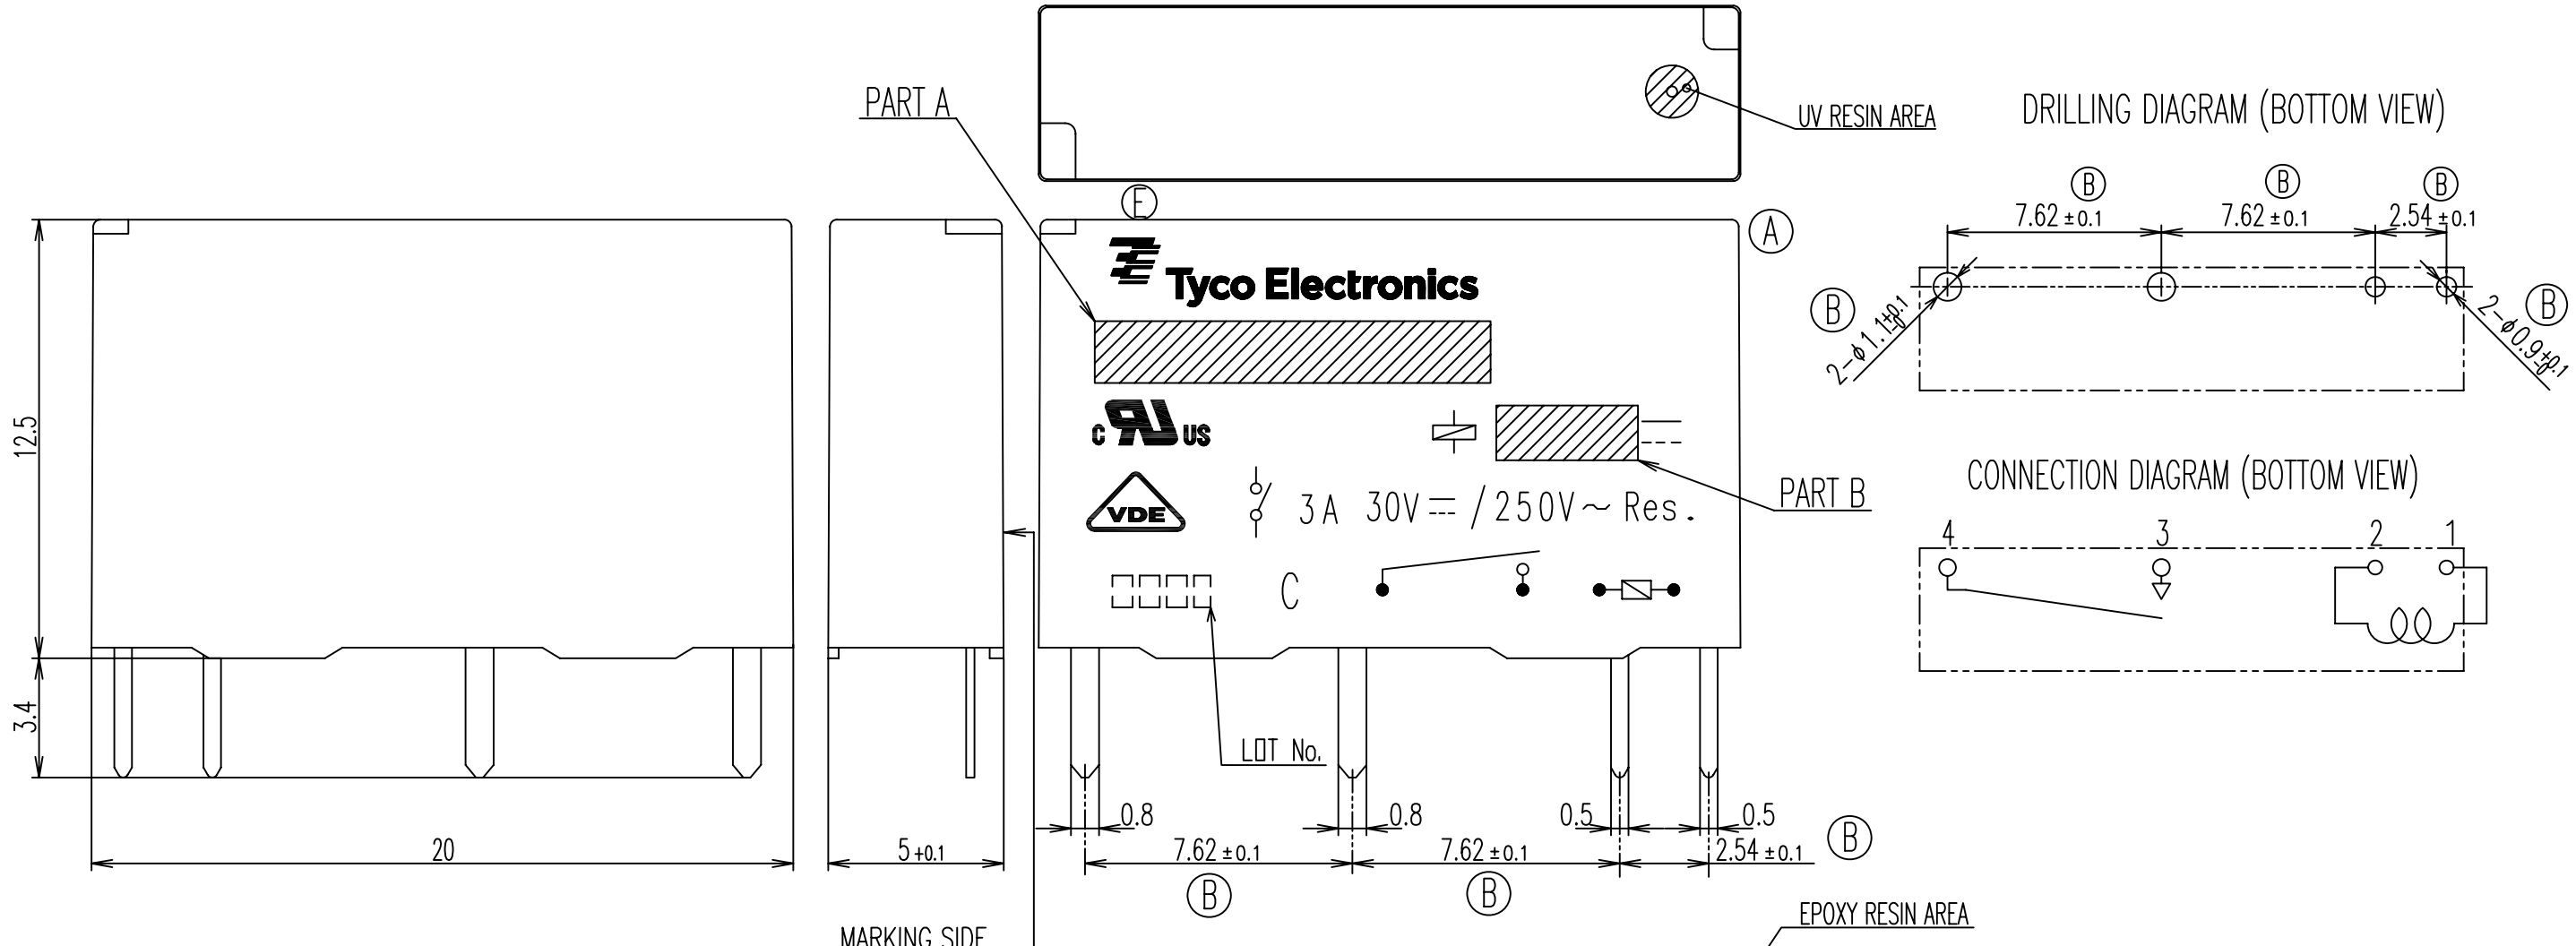 PART A
UV RESIN AREA
DRILLING DIAGRAM (BOTTOM VIEW)
B
B
B
7.62 ±0.1
7.62 ±0.1
2.54 ±0.1
E
A
Tyco Electronics
B
B
2-φ1.1 +0.1 -0
2-φ0.9 +0.1 -0
12.5
C RU US
PART B
CONNECTION DIAGRAM (BOTTOM VIEW)
VDE
3A 30V ⎓ /250V ~ Res.
4
3
2
1
C
3.4
LOT No.
0.8
0.8
0.5
0.5
20
5 +0.1
7.62 ±0.1
7.62 ±0.1
2.54 ±0.1
B
B
B
MARKING SIDE
EPOXY RESIN AREA